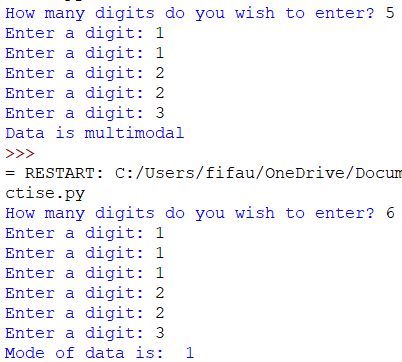 How many digits do you wish to enter? 5
Enter a digit: 1
Enter a digit: 1
Enter a digit: 2
Enter a digit: 2
Enter a digit: 3
Data is multimodal
>>>
= RESTART: C:/Users/fifau/OneDrive/Docum
ctise.py
How many digits do you wish to enter? 6
Enter a digit: 1
Enter a digit: 1
Enter a digit: 1
Enter a digit: 2
Enter a digit: 2
Enter a digit: 3
Mode of data is:  1